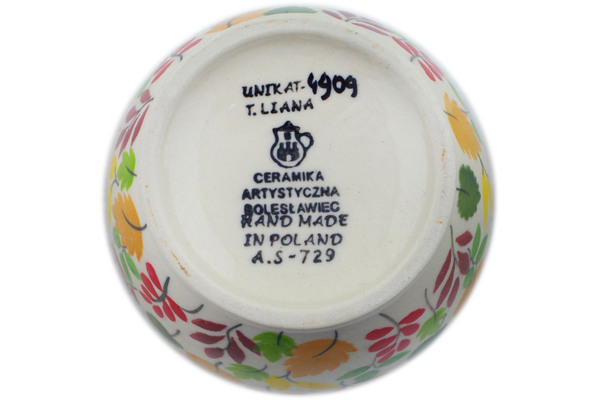 UNIKAT-4909
T. LIANA
CERAMIKA
ARTYSTYCZNA
BOLESŁAWIEC
HAND MADE
IN POLAND
A.S-729